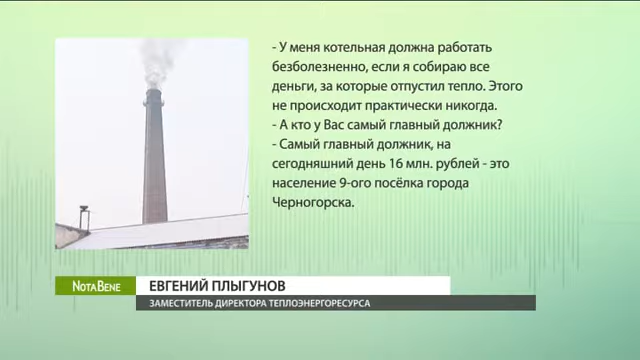 - У меня котельная должна работать
безболезненно, если я собираю все
деньги, за которые отпустил тепло. Этого
не происходит практически никогда.
- А кто у Вас самый главный должник?
- Самый главный должник, на
сегодняшний день 16 млн. рублей - это
население 9-ого посёлка города
Черногорска.
NOTABENE
ЕВГЕНИЙ ПЛЫГУНОВ
ЗАМЕСТИТЕЛЬ ДИРЕКТОРА ТЕПЛОЭНЕРГОРЕСУРСА